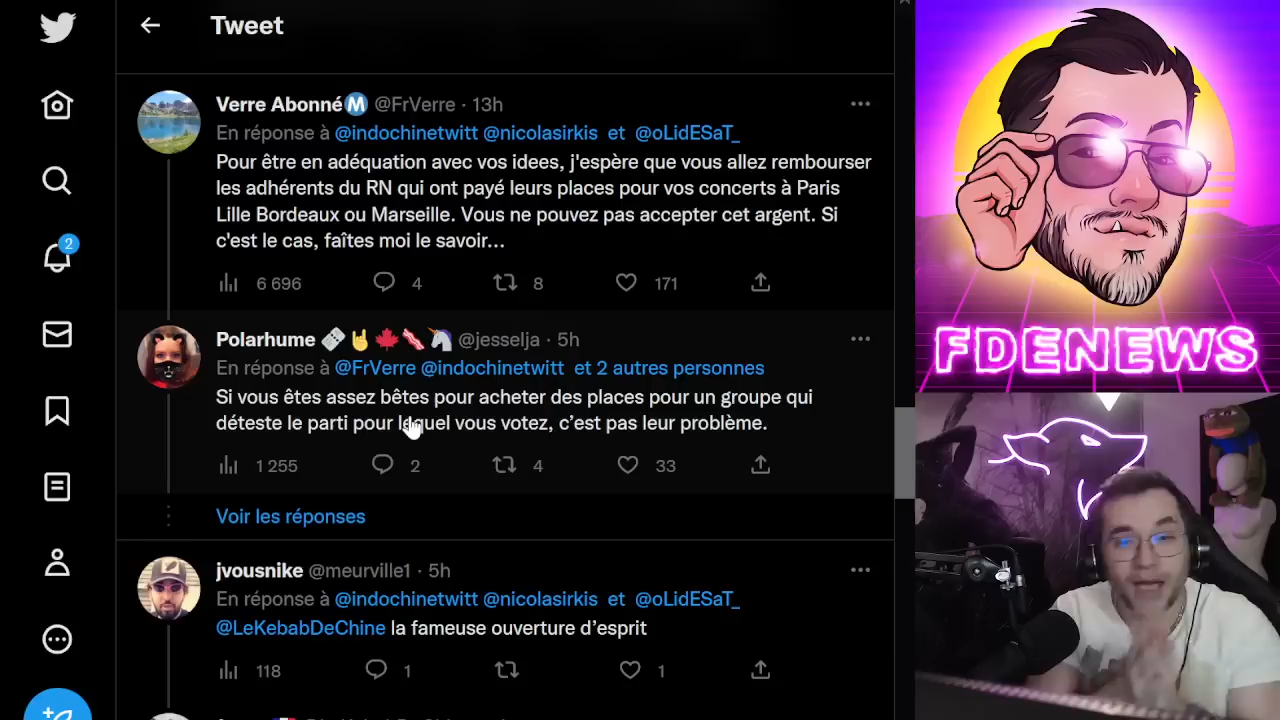 Tweet
Verre Abonné Ⓜ @FrVerre · 13h
En réponse à @indochinetwitt @nicolasirkis et @oLidESaT_
Pour être en adéquation avec vos idees, j'espère que vous allez rembourser
les adhérents du RN qui ont payé leurs places pour vos concerts à Paris
Lille Bordeaux ou Marseille. Vous ne pouvez pas accepter cet argent. Si
c'est le cas, faîtes moi le savoir...
6 696 4 8 171
Polarhume @jesselja · 5h
En réponse à @FrVerre @indochinetwitt et 2 autres personnes
Si vous êtes assez bêtes pour acheter des places pour un groupe qui
déteste le parti pour lequel vous votez, c’est pas leur problème.
1 255 2 4 33
Voir les réponses
jvousnike @meurville1 · 5h
En réponse à @indochinetwitt @nicolasirkis et @oLidESaT_
@LeKebabDeChine la fameuse ouverture d’esprit
118 1 1
2
FDENEWS